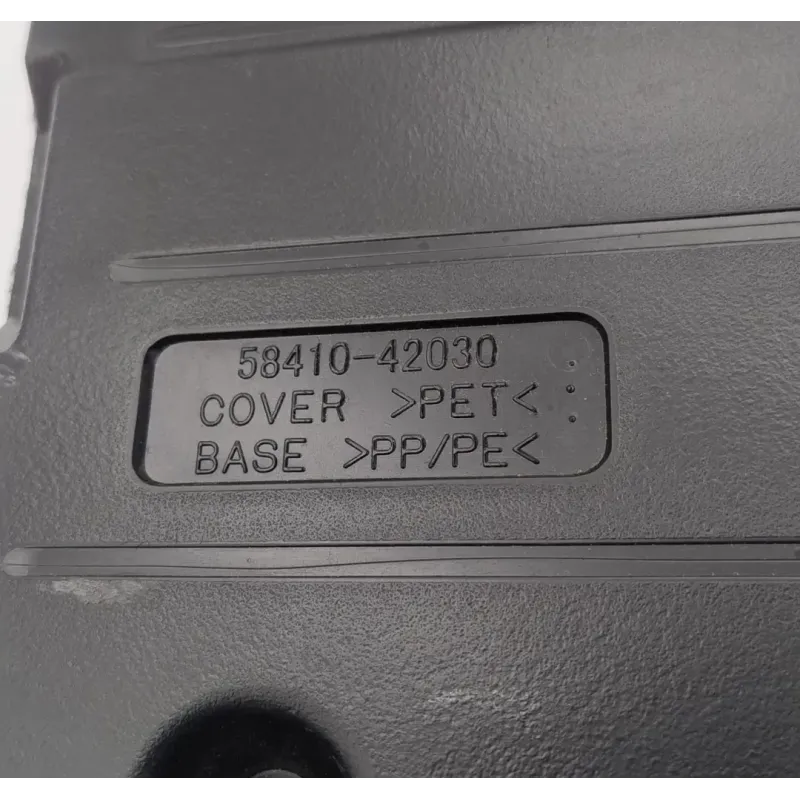 58410-42030
COVER >PET<
BASE >PP/PE<